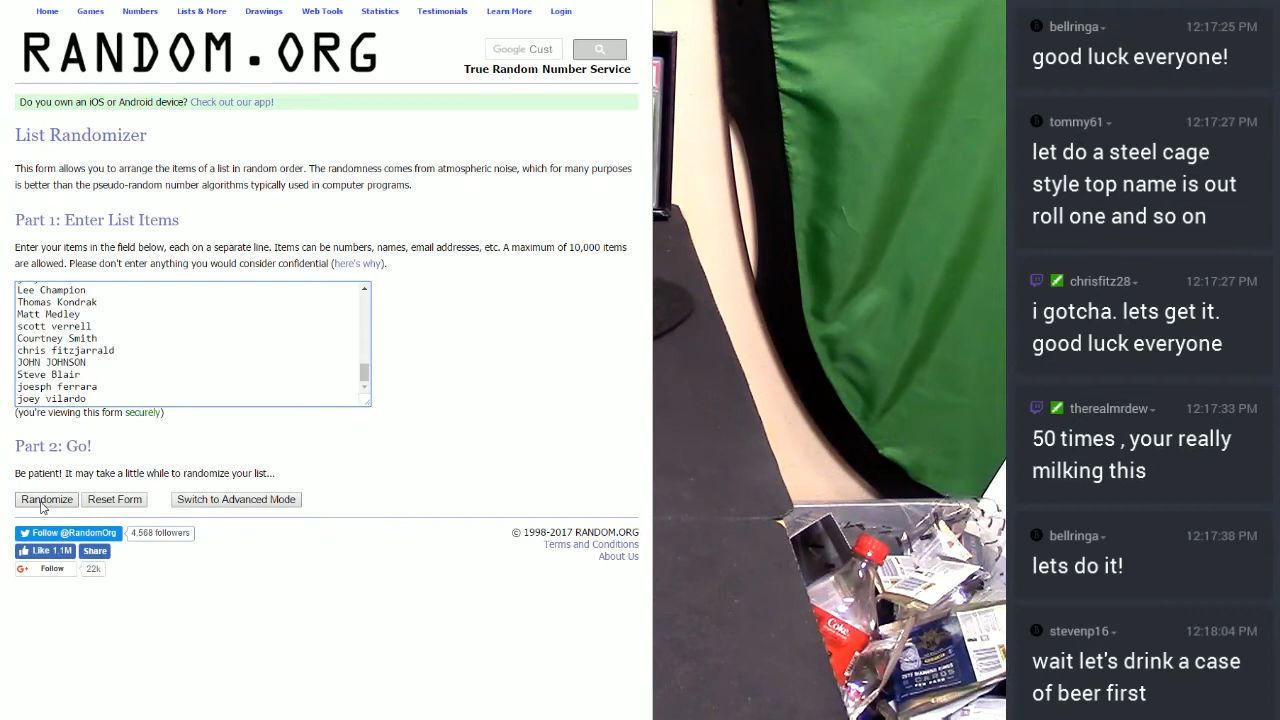 Home Games Numbers Lists & More Drawings Web Tools Statistics Testimonials Learn More Login
RANDOM.ORG
Google Cust
True Random Number Service
Do you own an iOS or Android device? Check out our app!
List Randomizer
This form allows you to arrange the items of a list in random order. The randomness comes from atmospheric noise, which for many purposes
is better than the pseudo-random number algorithms typically used in computer programs.
Part 1: Enter List Items
Enter your items in the field below, each on a separate line. Items can be numbers, names, email addresses, etc. A maximum of 10,000 items
are allowed. Please don't enter anything you would consider confidential (here's why).
Lee Champion
Thomas Kondrak
Matt Medley
scott verrell
Courtney Smith
chris fitzjarrald
JOHN JOHNSON
Steve Blair
joesph ferrara
joey vilardo
(you're viewing this form securely)
Part 2: Go!
Be patient! It may take a little while to randomize your list...
Randomize Reset Form Switch to Advanced Mode
Follow @RandomOrg 4,568 followers
Like 1.1M Share
G+ Follow 22k
© 1998-2017 RANDOM.ORG
Terms and Conditions
About Us
Coke
CARDS
bellringa 12:17:25 PM
good luck everyone!
tommy61 12:17:27 PM
let do a steel cage
style top name is out
roll one and so on
chrisfitz28 12:17:27 PM
i gotcha. lets get it.
good luck everyone
therealmrdew 12:17:33 PM
50 times , your really
milking this
bellringa 12:17:38 PM
lets do it!
stevenp16 12:18:04 PM
wait let's drink a case
of beer first